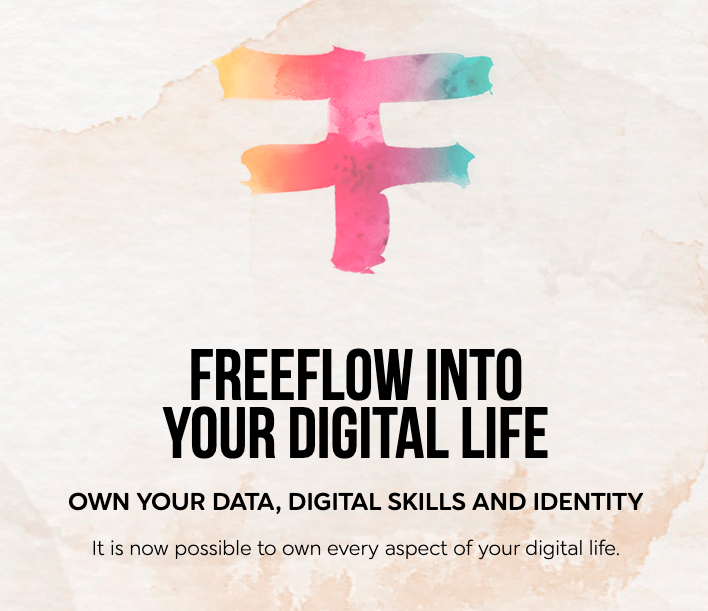 FREEFLOW INTO
YOUR DIGITAL LIFE
OWN YOUR DATA, DIGITAL SKILLS AND IDENTITY
It is now possible to own every aspect of your digital life.